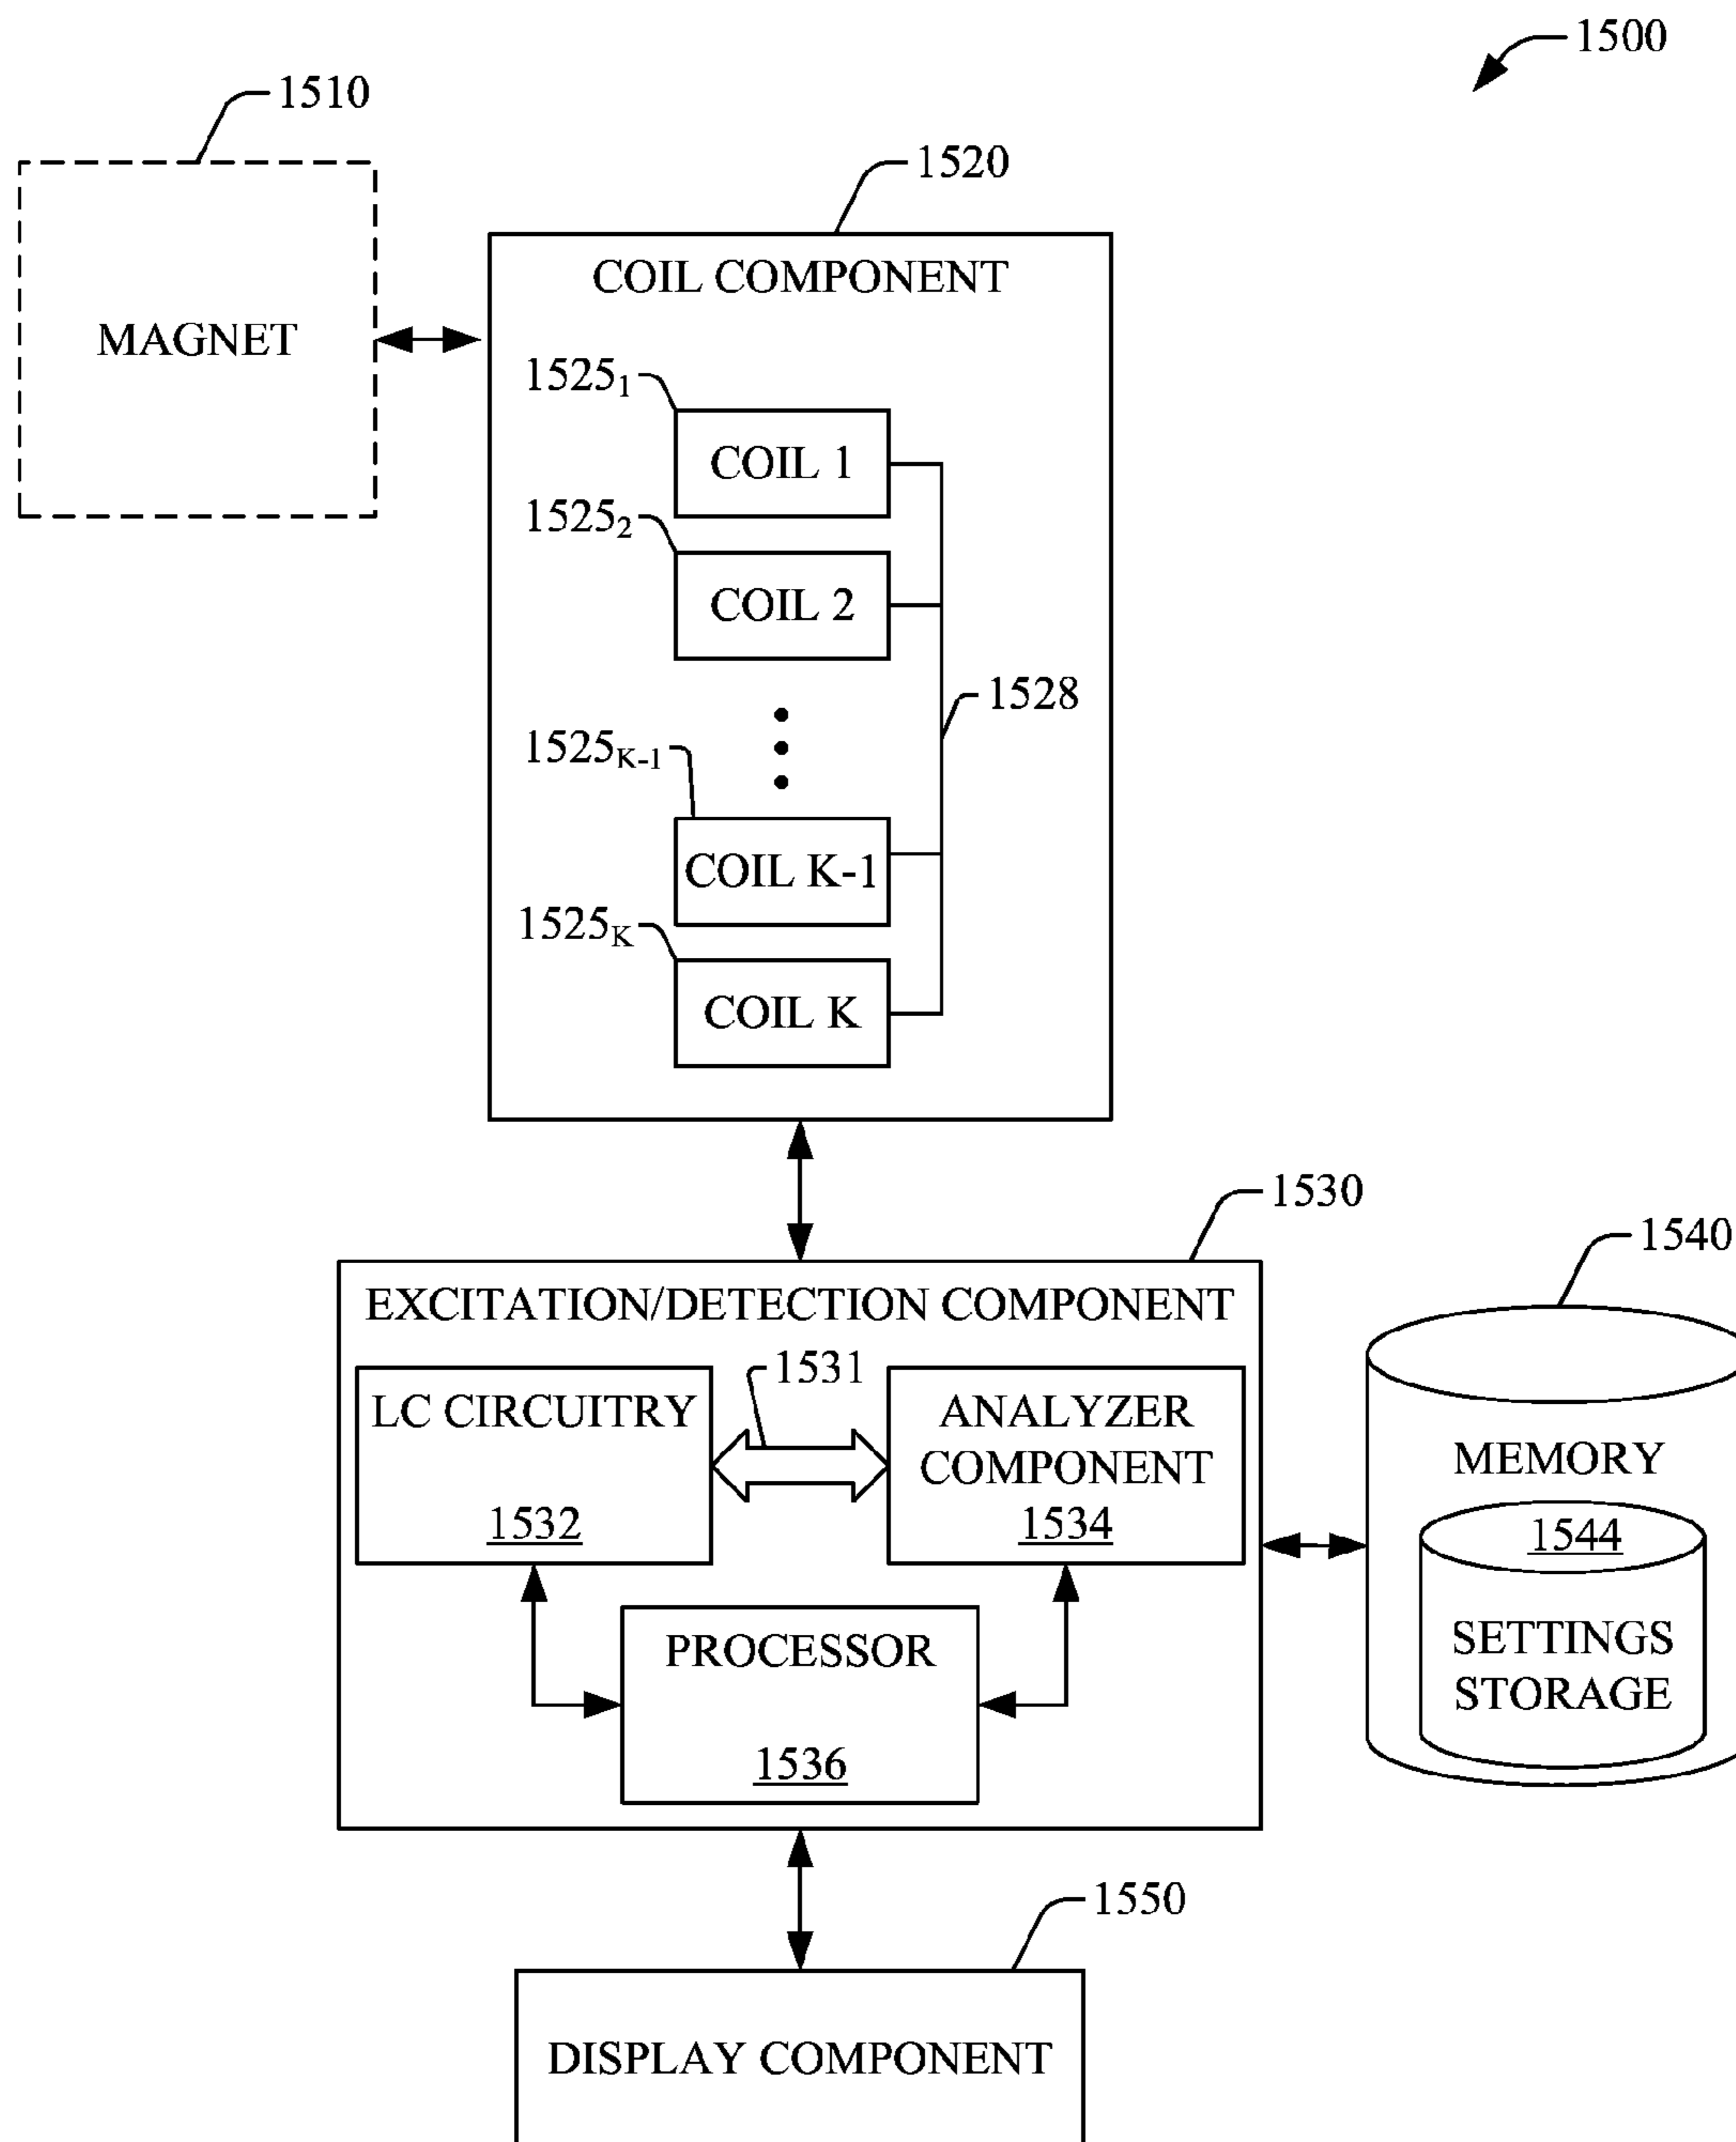 1500
1510
1520
MAGNET
COIL COMPONENT
1525₁
COIL 1
1525₂
COIL 2
1528
1525K-1
COIL K-1
1525K
COIL K
1530
1540
EXCITATION/DETECTION COMPONENT
1531
LC CIRCUITRY
1532
ANALYZER
COMPONENT
1534
MEMORY
1544
SETTINGS
STORAGE
PROCESSOR
1536
1550
DISPLAY COMPONENT